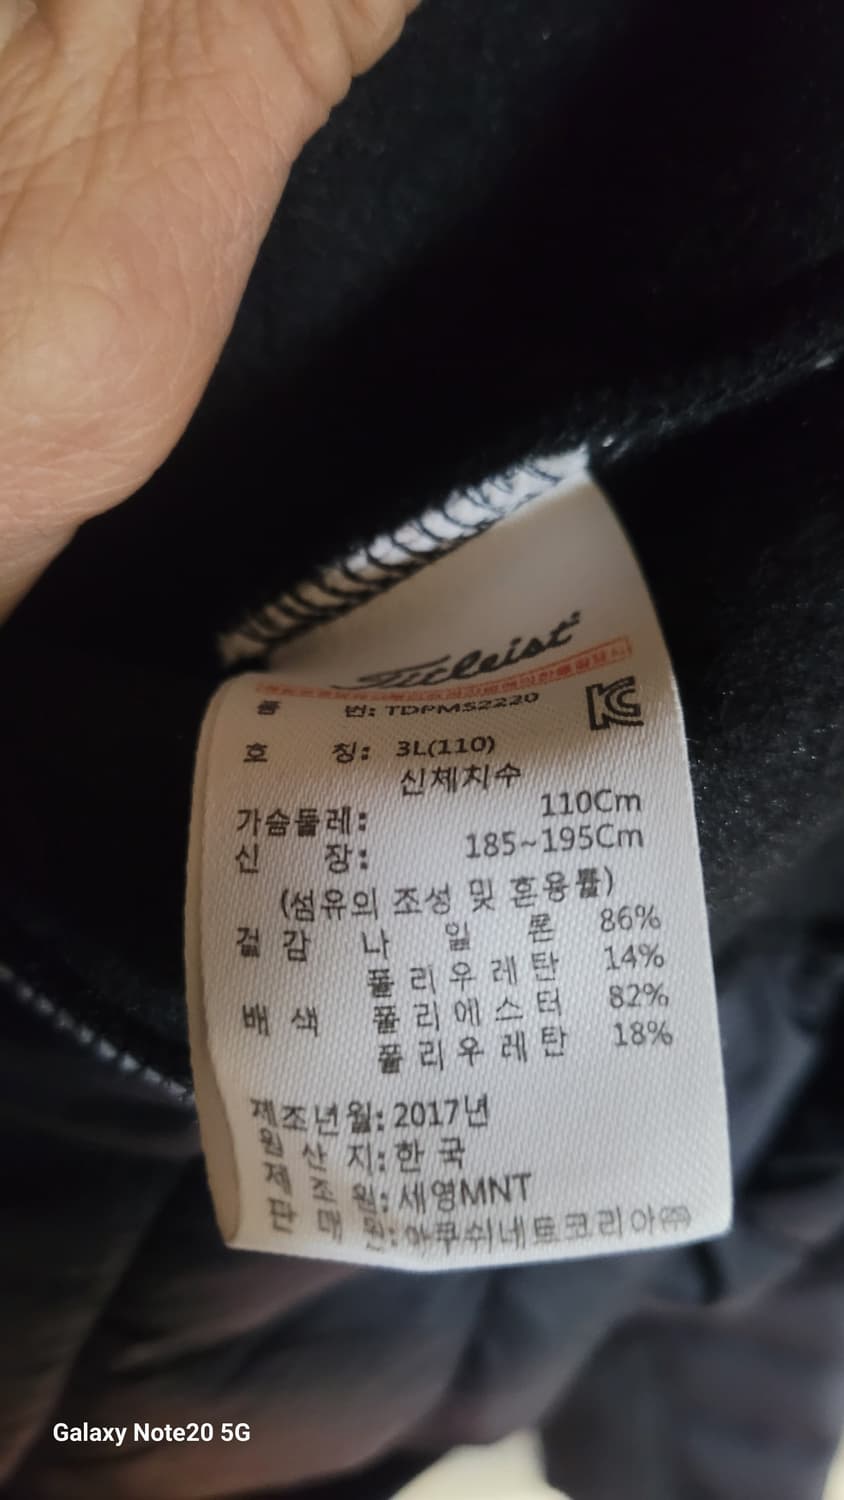 Titleist
품 번: TDPMS2220
호 칭: 3L(110)
신체치수
가슴둘레: 110Cm
신 장: 185~195Cm
(섬유의 조성 및 혼용률)
겉 감 나 일 론 86%
폴 리 우 레 탄 14%
배 색 폴 리 에 스 터 82%
폴 리 우 레 탄 18%
제조년월: 2017년
원 산 지: 한 국
제 조 원: 세영MNT
판 매 원: 아쿠쉬네트코리아㈜
Galaxy Note20 5G